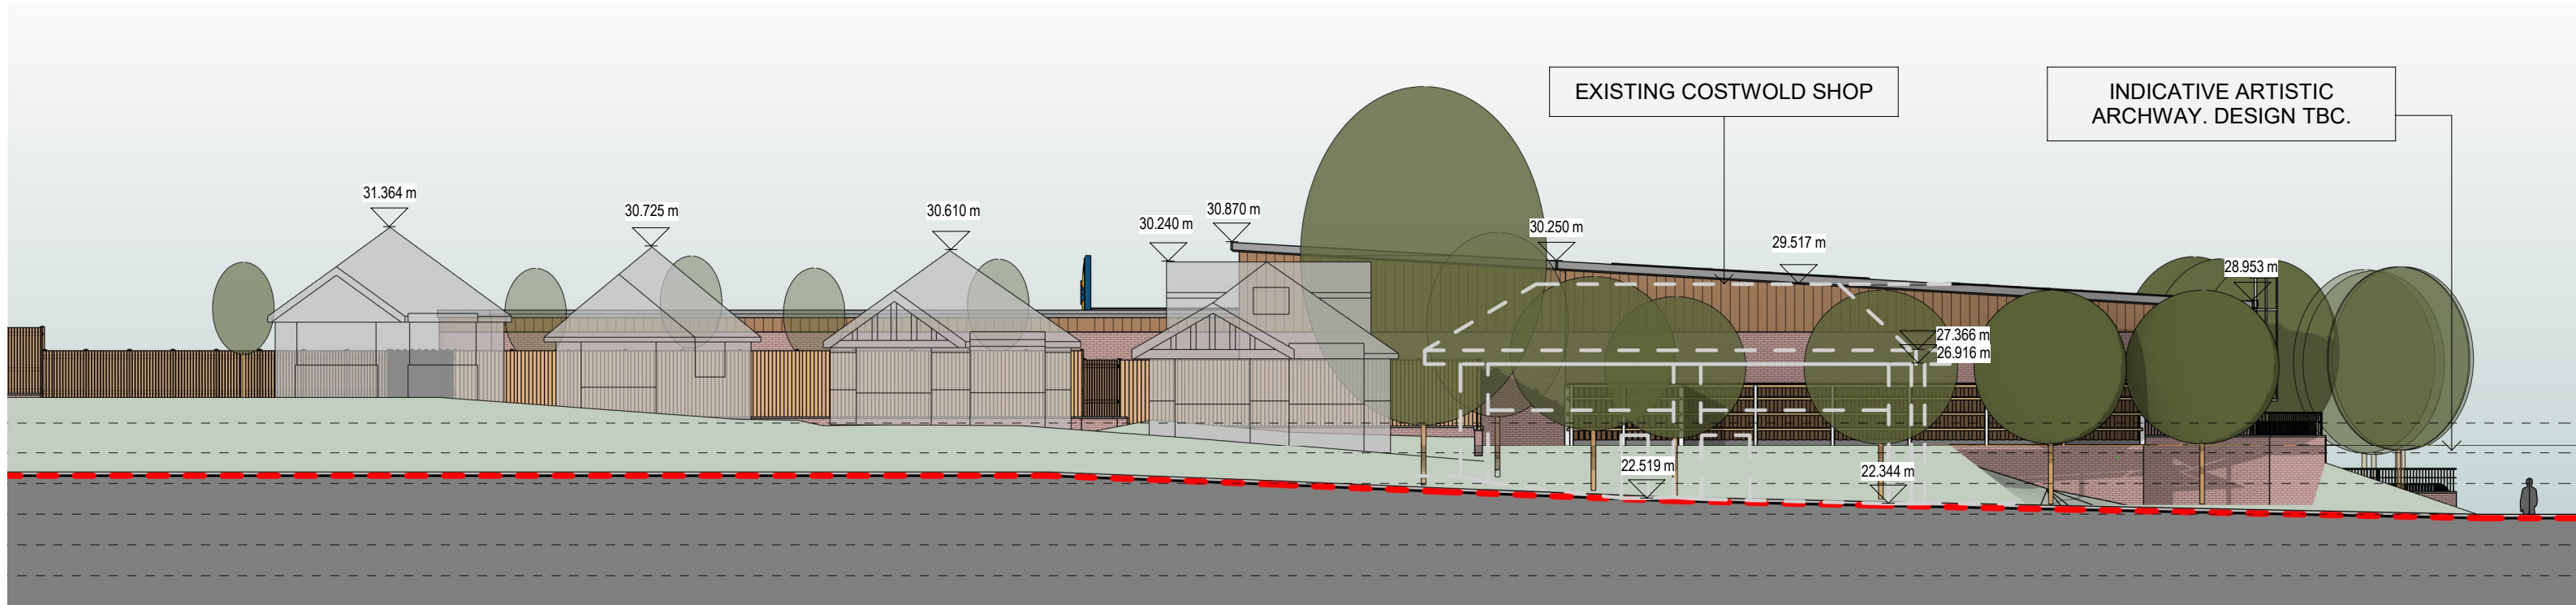 EXISTING COSTWOLD SHOP
INDICATIVE ARTISTIC
ARCHWAY. DESIGN TBC.
31.364 m
30.725 m
30.610 m
30.240 m
30.870 m
30.250 m
29.517 m
28.953 m
27.366 m
26.916 m
22.519 m
22.344 m